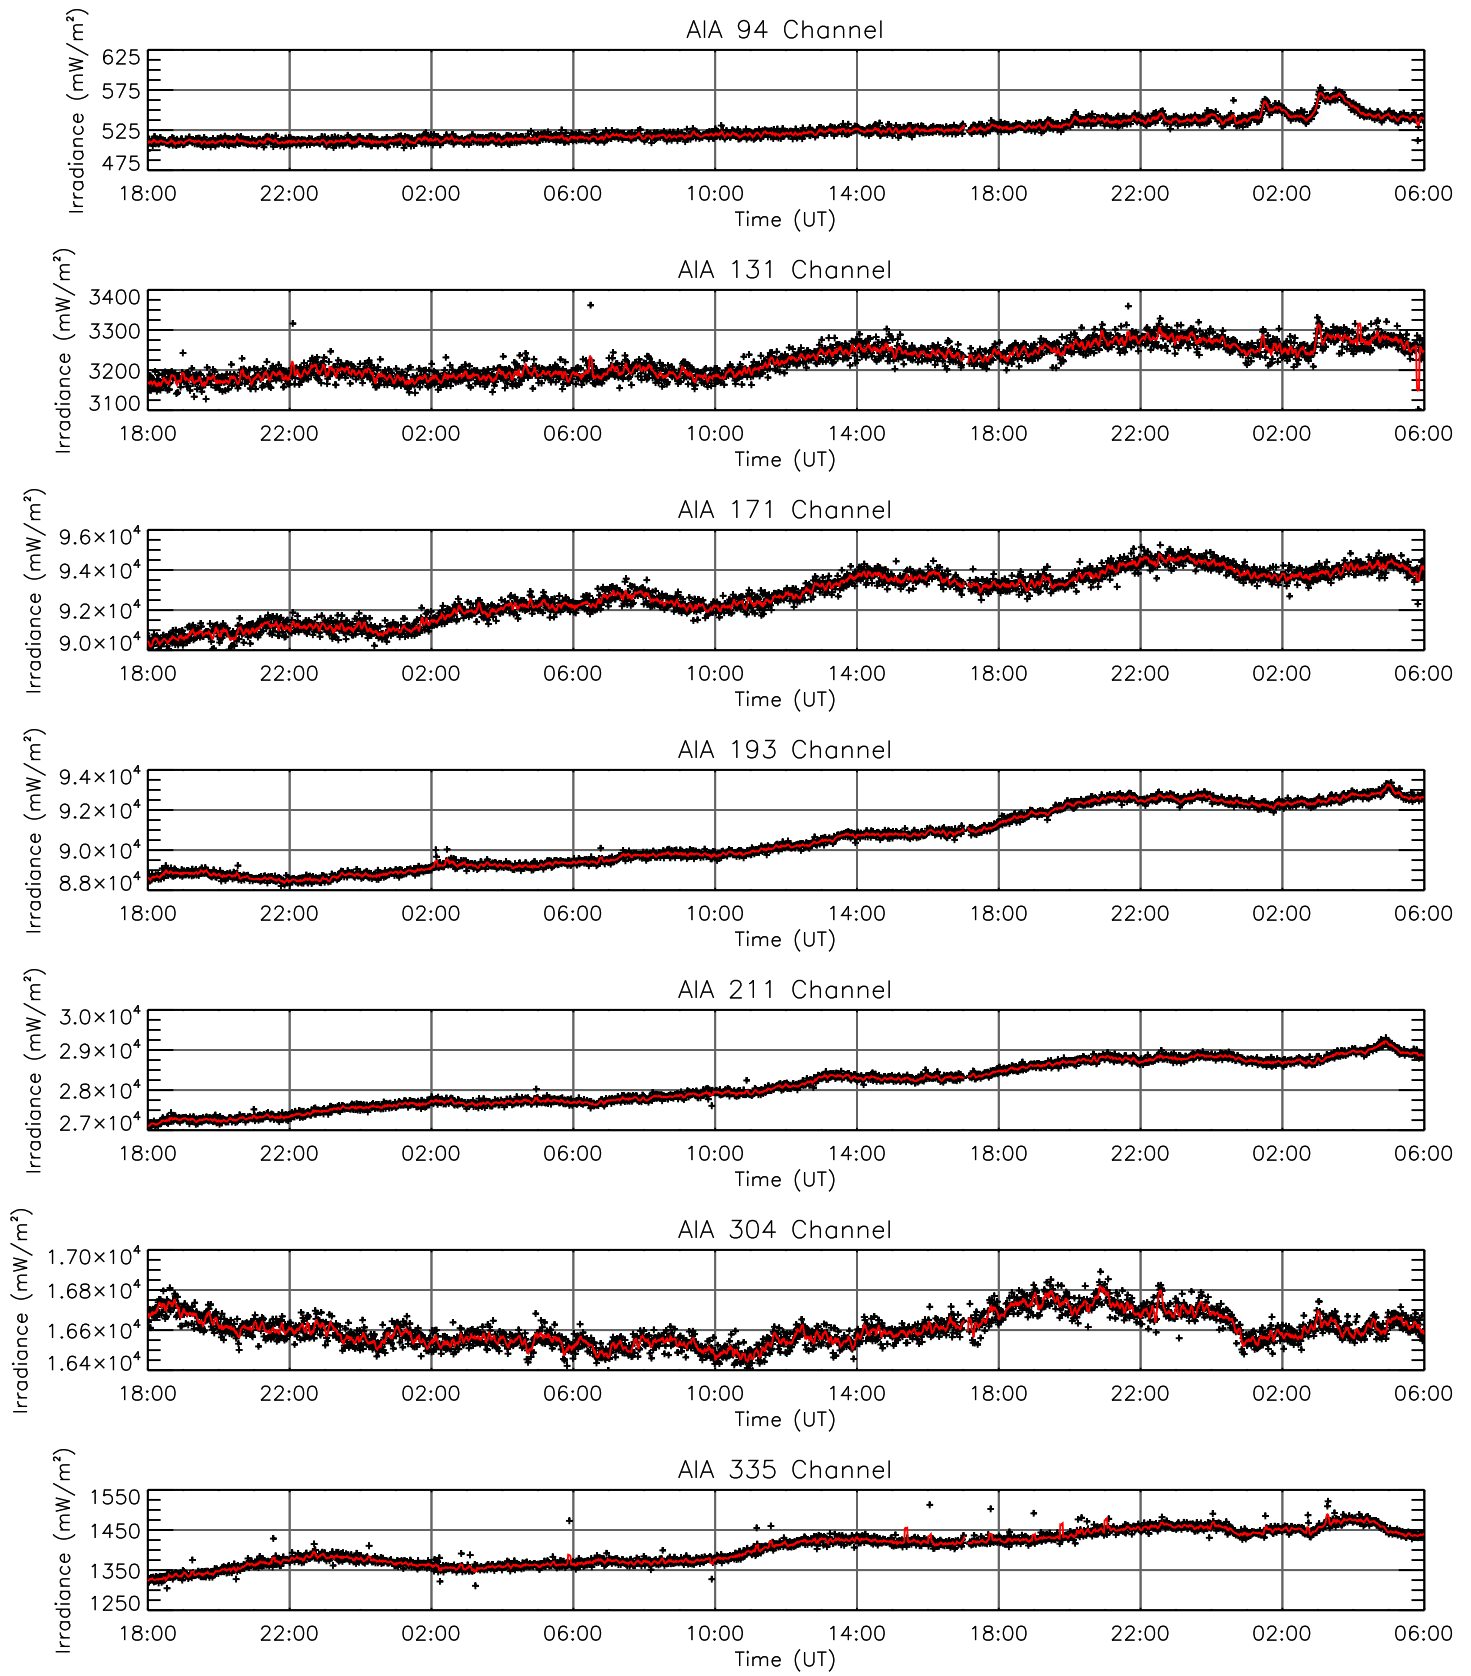 AIA 94 Channel
Irradiance (mW/m²)
625
575
525
475
18:00 22:00 02:00 06:00 10:00 14:00 18:00 22:00 02:00 06:00
Time (UT)
AIA 131 Channel
Irradiance (mW/m²)
3400
3300
3200
3100
18:00 22:00 02:00 06:00 10:00 14:00 18:00 22:00 02:00 06:00
Time (UT)
AIA 171 Channel
Irradiance (mW/m²)
9.6×10⁴
9.4×10⁴
9.2×10⁴
9.0×10⁴
18:00 22:00 02:00 06:00 10:00 14:00 18:00 22:00 02:00 06:00
Time (UT)
AIA 193 Channel
Irradiance (mW/m²)
9.4×10⁴
9.2×10⁴
9.0×10⁴
8.8×10⁴
18:00 22:00 02:00 06:00 10:00 14:00 18:00 22:00 02:00 06:00
Time (UT)
AIA 211 Channel
Irradiance (mW/m²)
3.0×10⁴
2.9×10⁴
2.8×10⁴
2.7×10⁴
18:00 22:00 02:00 06:00 10:00 14:00 18:00 22:00 02:00 06:00
Time (UT)
AIA 304 Channel
Irradiance (mW/m²)
1.70×10⁴
1.68×10⁴
1.66×10⁴
1.64×10⁴
18:00 22:00 02:00 06:00 10:00 14:00 18:00 22:00 02:00 06:00
Time (UT)
AIA 335 Channel
Irradiance (mW/m²)
1550
1450
1350
1250
18:00 22:00 02:00 06:00 10:00 14:00 18:00 22:00 02:00 06:00
Time (UT)